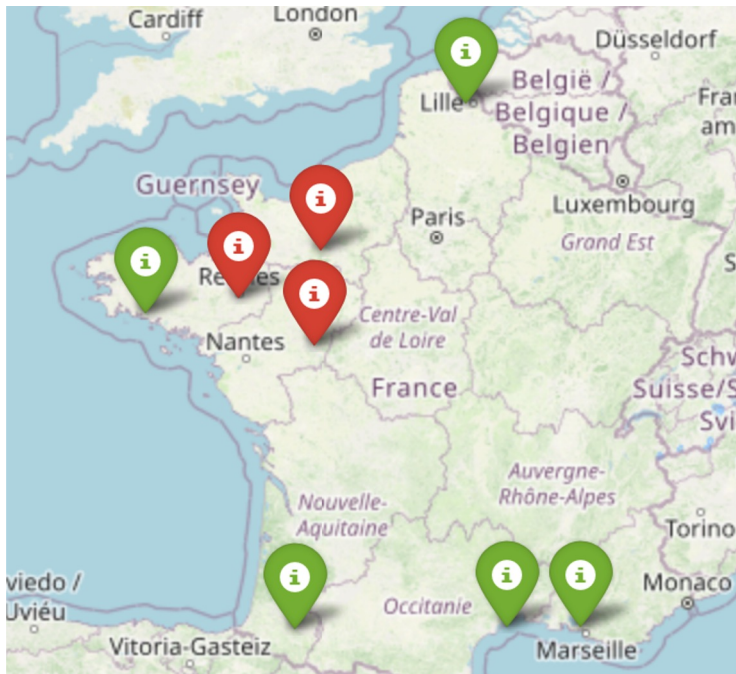 Cardiff
London
Düsseldorf
België /
Belgique /
Belgien
Lille
Guernsey
Luxembourg
Paris
Grand Est
Nantes
Centre-Val
de Loire
France
Auvergne-
Rhône-Alpes
Nouvelle-
Aquitaine
Torino
Monaco
Occitanie
Uviéu
Vitoria-Gasteiz
Marseille
i
i
i
i
i
i
i
i